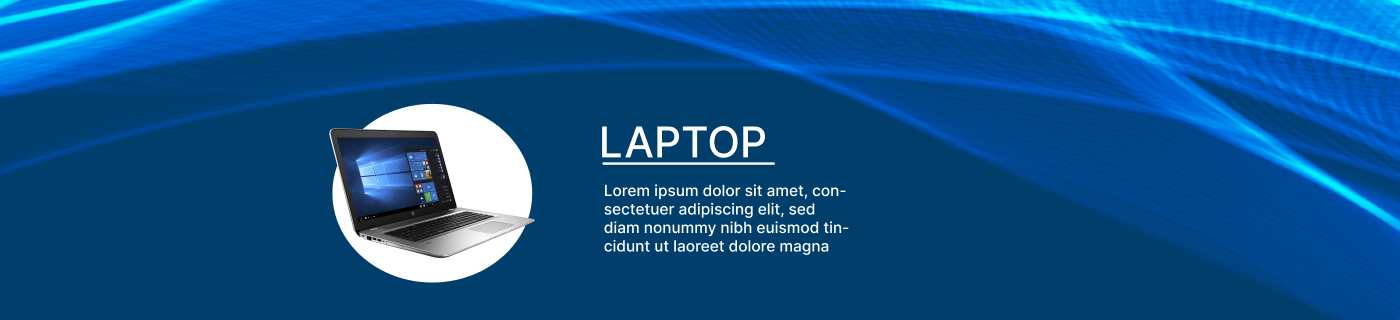 LAPTOP
Lorem ipsum dolor sit amet, con-
sectetuer adipiscing elit, sed
diam nonummy nibh euismod tin-
cidunt ut laoreet dolore magna